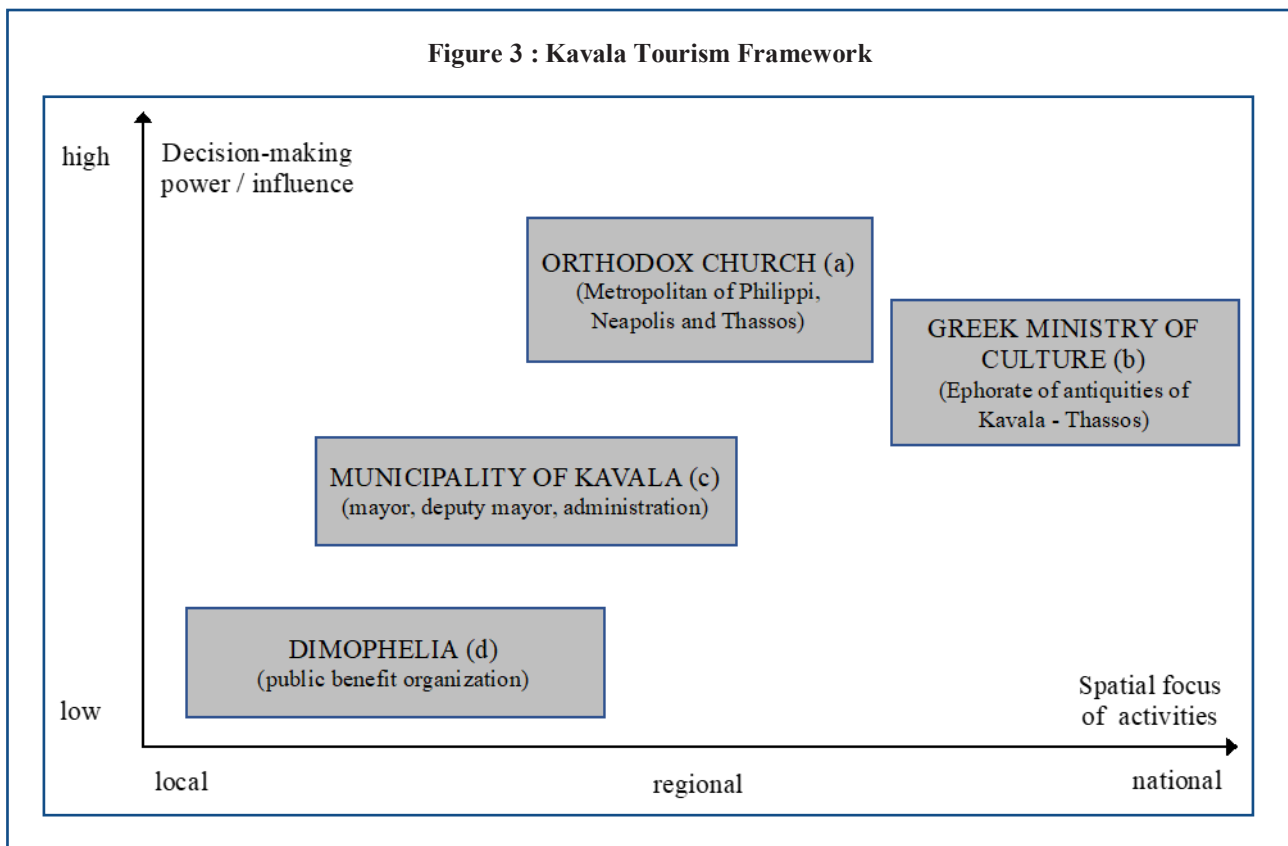 Figure 3 : Kavala Tourism Framework
high
Decision-making
power / influence
ORTHODOX CHURCH (a)
(Metropolitan of Philippi,
Neapolis and Thassos)
GREEK MINISTRY OF
CULTURE (b)
(Ephorate of antiquities of
Kavala - Thassos)
MUNICIPALITY OF KAVALA (c)
(mayor, deputy mayor, administration)
DIMOPHELIA (d)
(public benefit organization)
Spatial focus
of activities
low
local
regional
national